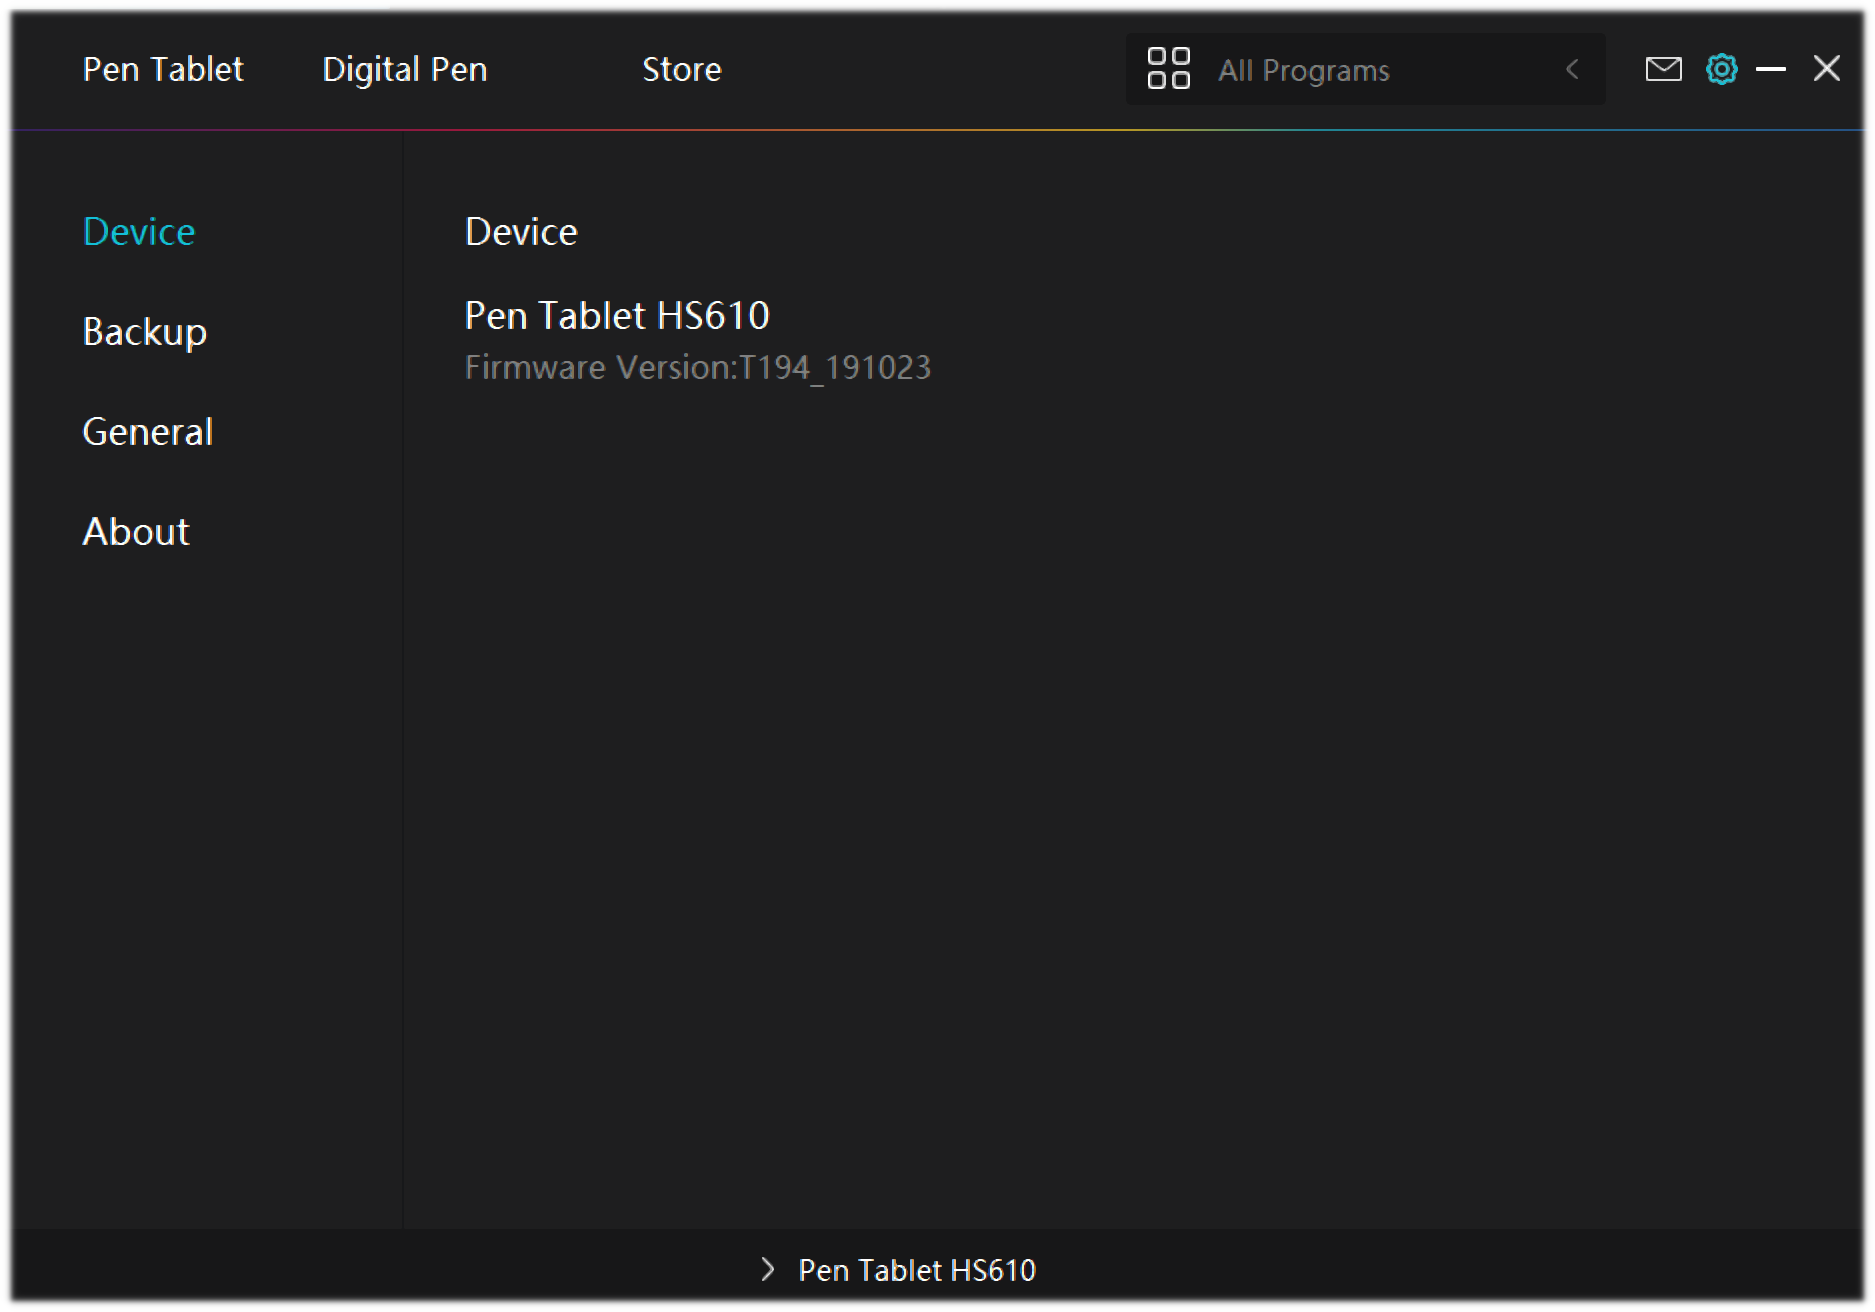 Pen Tablet
Digital Pen
Store
All Programs
Device
Backup
General
About
Device
Pen Tablet HS610
Firmware Version:T194_191023
Pen Tablet HS610